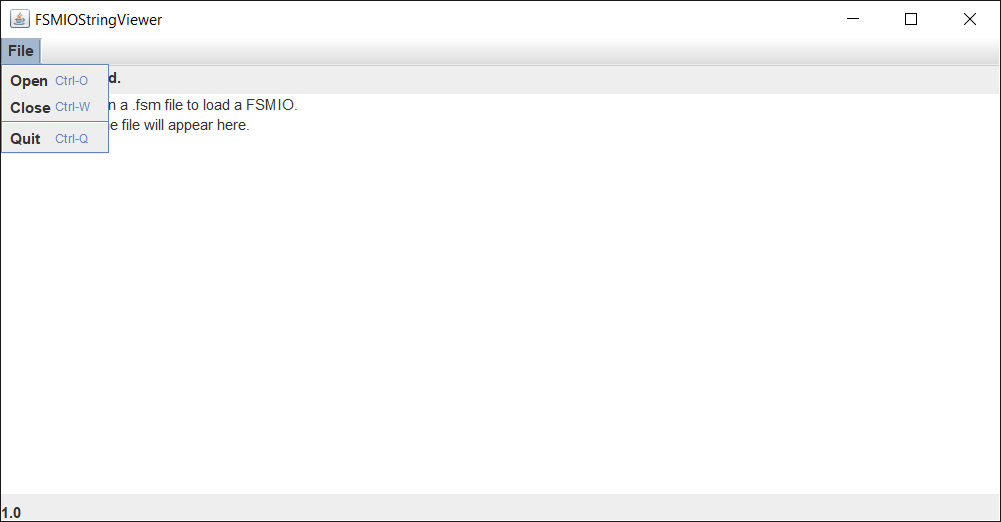 FSMIOStringViewer
File
d.
Open Ctrl-O
n a .fsm file to load a FSMIO.
Close Ctrl-W
e file will appear here.
Quit Ctrl-Q
1.0